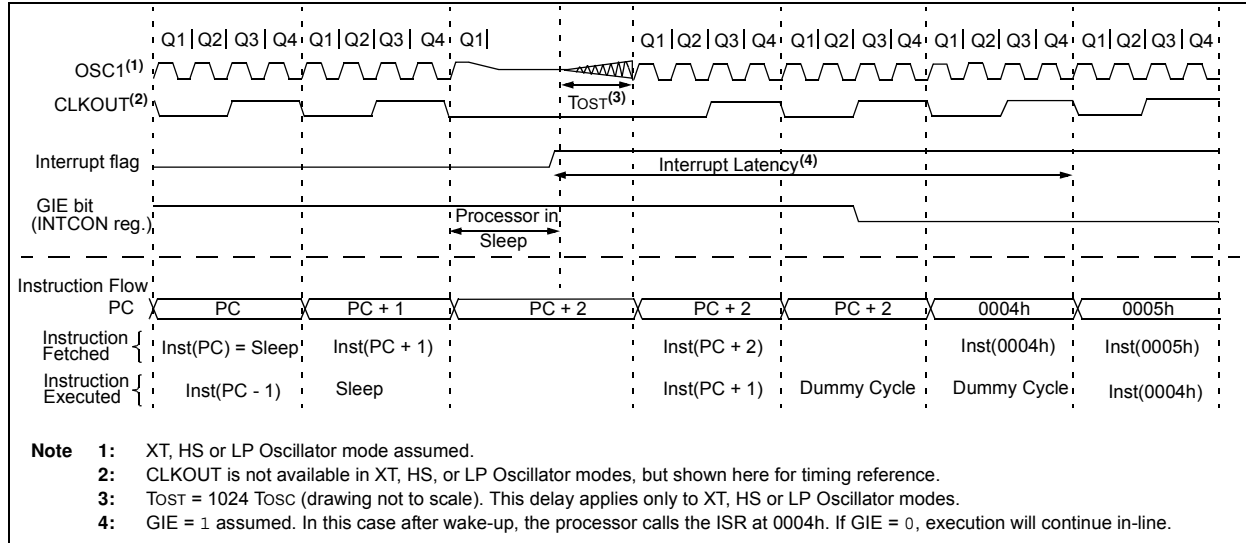 Q1 Q2 Q3 Q4 Q1 Q2 Q3 Q4 Q1 Q1 Q2 Q3 Q4 Q1 Q2 Q3 Q4 Q1 Q2 Q3 Q4 Q1 Q2 Q3 Q4
OSC1(1)
TOST(3)
CLKOUT(2)
Interrupt flag
Interrupt Latency(4)
GIE bit
(INTCON reg.)
Processor in
Sleep
Instruction Flow
PC PC PC + 1 PC + 2 PC + 2 PC + 2 0004h 0005h
Instruction
Fetched
Inst(PC) = Sleep Inst(PC + 1) Inst(PC + 2) Inst(0004h) Inst(0005h)
Instruction
Executed
Inst(PC - 1) Sleep Inst(PC + 1) Dummy Cycle Dummy Cycle Inst(0004h)
Note 1: XT, HS or LP Oscillator mode assumed.
2: CLKOUT is not available in XT, HS, or LP Oscillator modes, but shown here for timing reference.
3: TOST = 1024 TOSC (drawing not to scale). This delay applies only to XT, HS or LP Oscillator modes.
4: GIE = 1 assumed. In this case after wake-up, the processor calls the ISR at 0004h. If GIE = 0, execution will continue in-line.